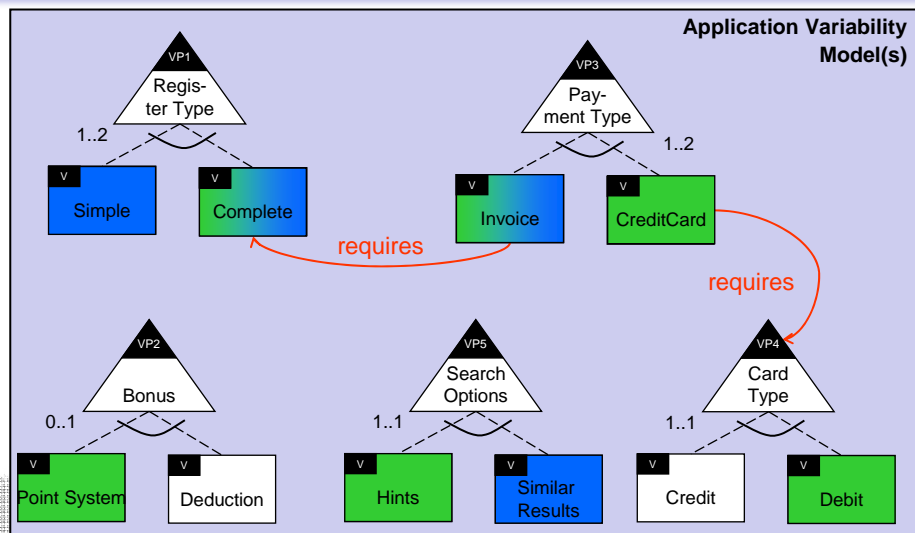 Application Variability
Model(s)
VP1
Regis-
ter Type
1..2
V
Simple
V
Complete
VP3
Pay-
ment Type
1..2
V
Invoice
V
CreditCard
requires
requires
VP2
Bonus
0..1
V
Point System
V
Deduction
VP5
Search
Options
1..1
V
Hints
V
Similar
Results
VP4
Card
Type
1..1
V
Credit
V
Debit